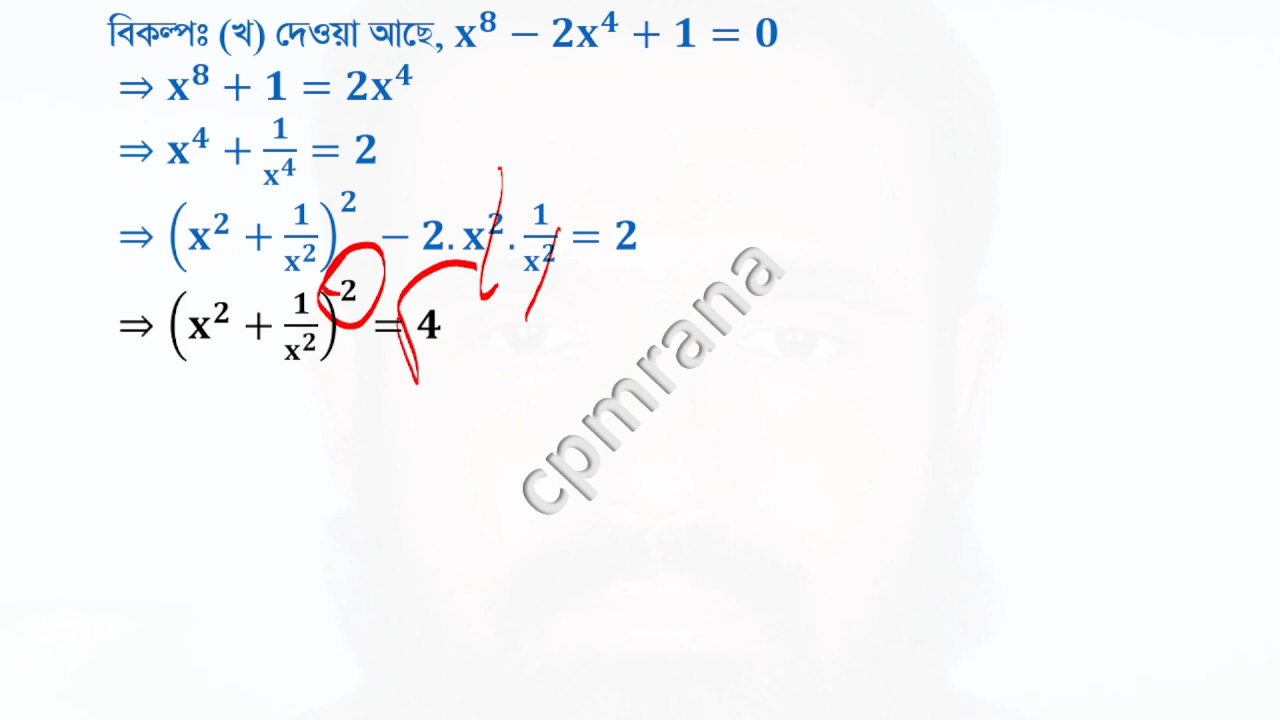 বিকল্পঃ (খ) দেওয়া আছে, x⁸ − 2x⁴ + 1 = 0
⇒ x⁸ + 1 = 2x⁴
⇒ x⁴ + 1/x⁴ = 2
⇒ (x² + 1/x²)² − 2.x².1/x² = 2
⇒ (x² + 1/x²)² = 4
cpmrana